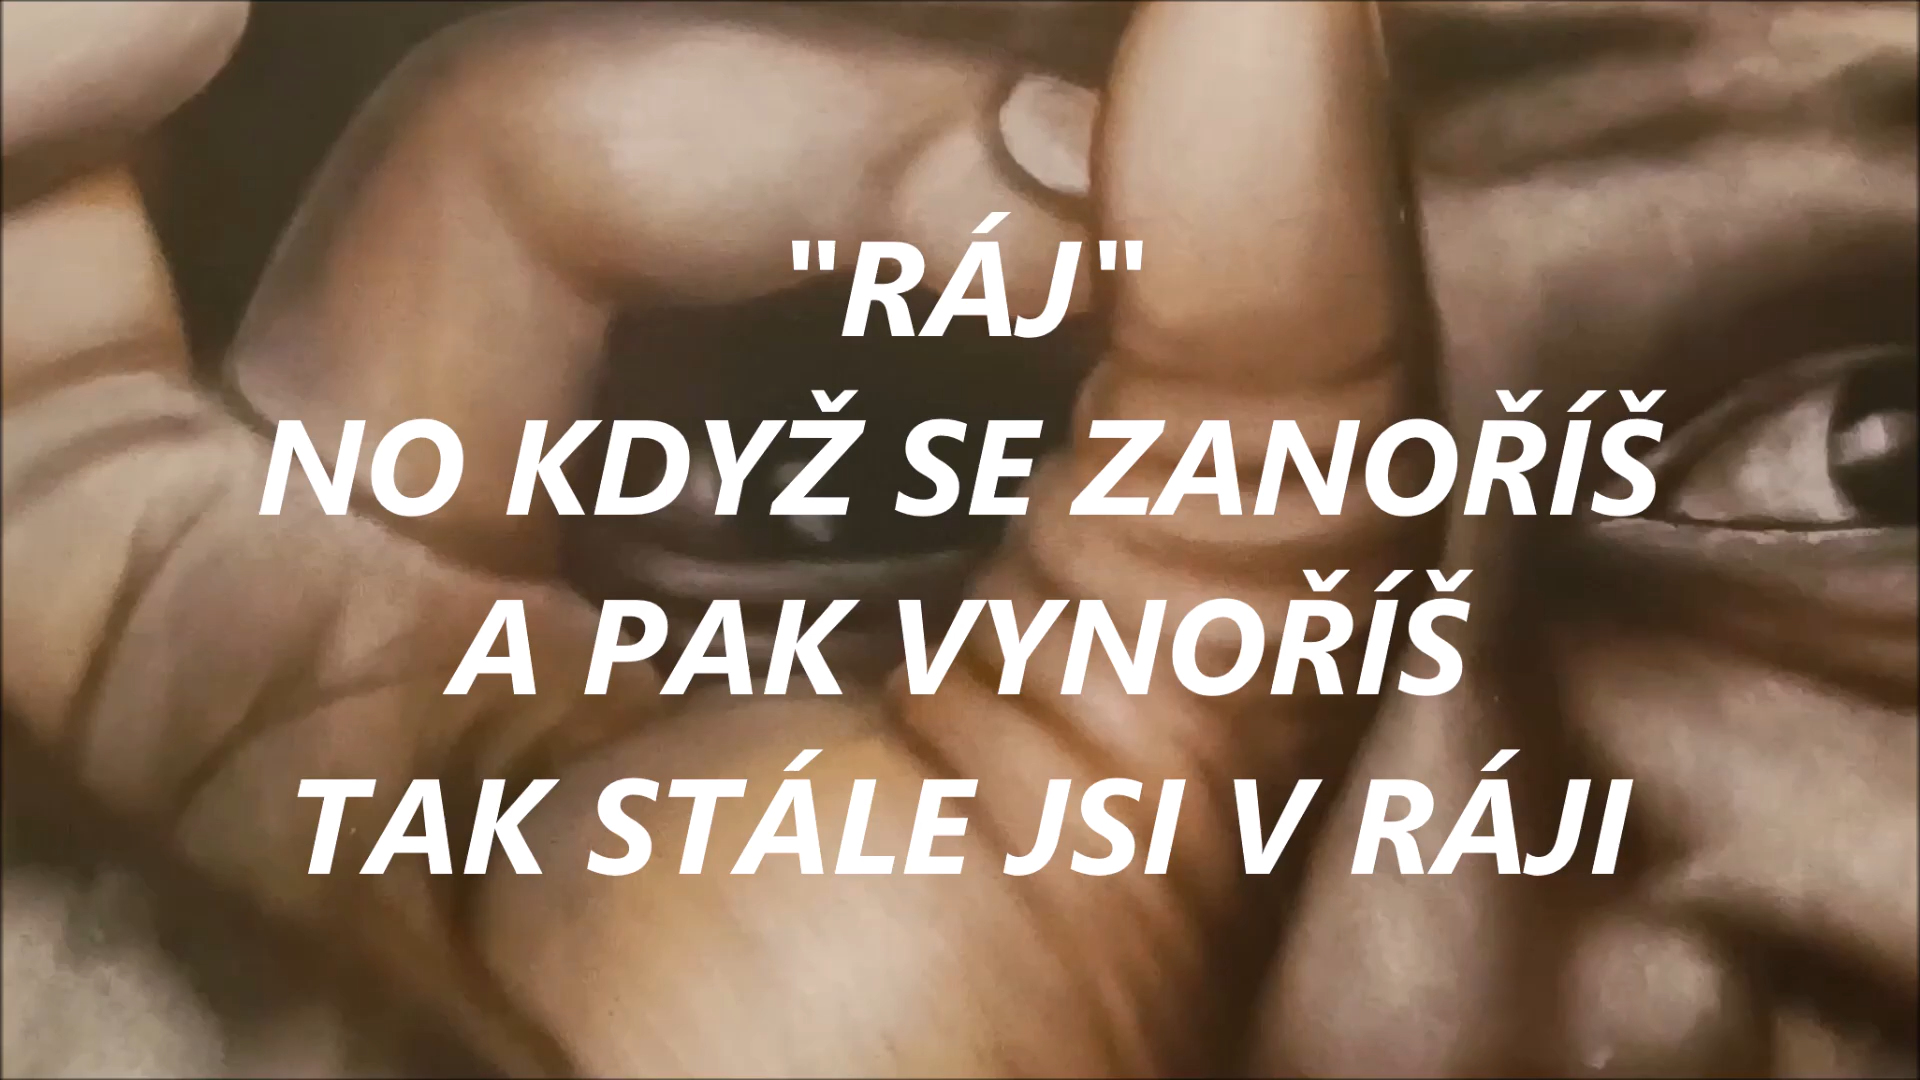 "RÁJ"
NO KDYŽ SE ZANOŘÍŠ
A PAK VYNOŘÍŠ
TAK STÁLE JSI V RÁJI